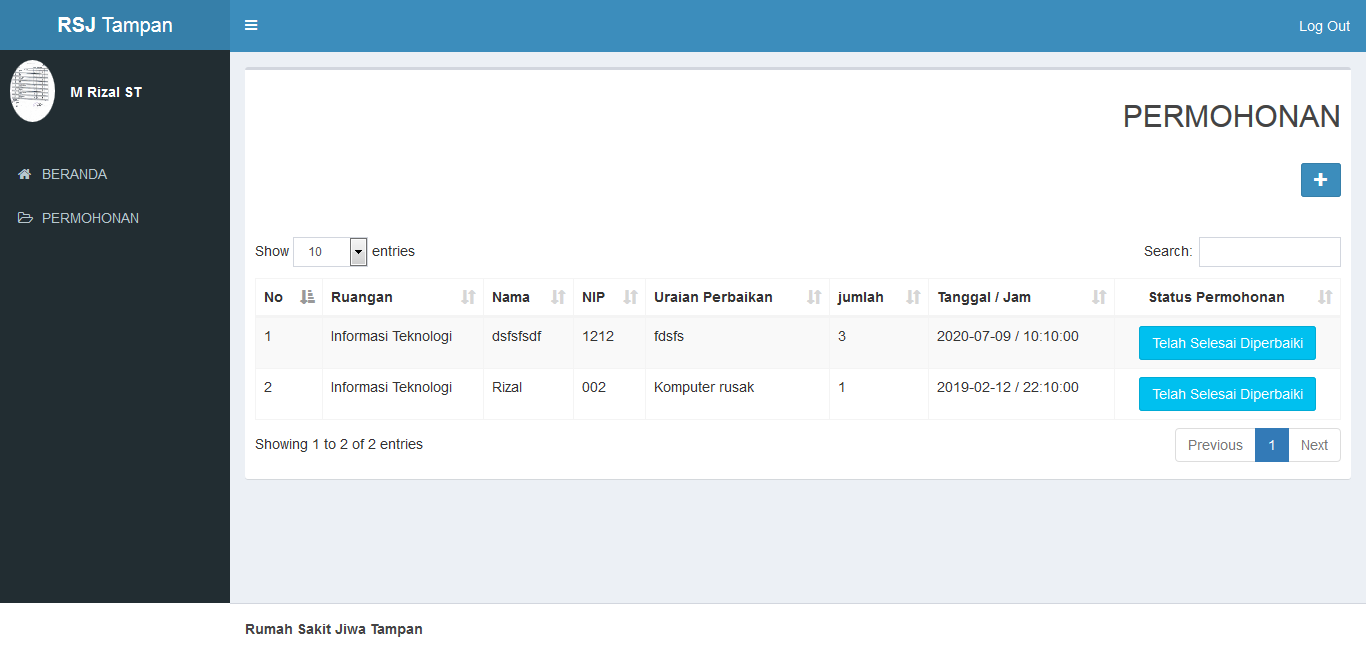 RSJ Tampan
Log Out
M Rizal ST
BERANDA
PERMOHONAN
PERMOHONAN
+
Show 10 entries
Search:
No Ruangan Nama NIP Uraian Perbaikan jumlah Tanggal / Jam Status Permohonan
1 Informasi Teknologi dsfsfsdf 1212 fdsfs 3 2020-07-09 / 10:10:00 Telah Selesai Diperbaiki
2 Informasi Teknologi Rizal 002 Komputer rusak 1 2019-02-12 / 22:10:00 Telah Selesai Diperbaiki
Showing 1 to 2 of 2 entries
Previous 1 Next
Rumah Sakit Jiwa Tampan